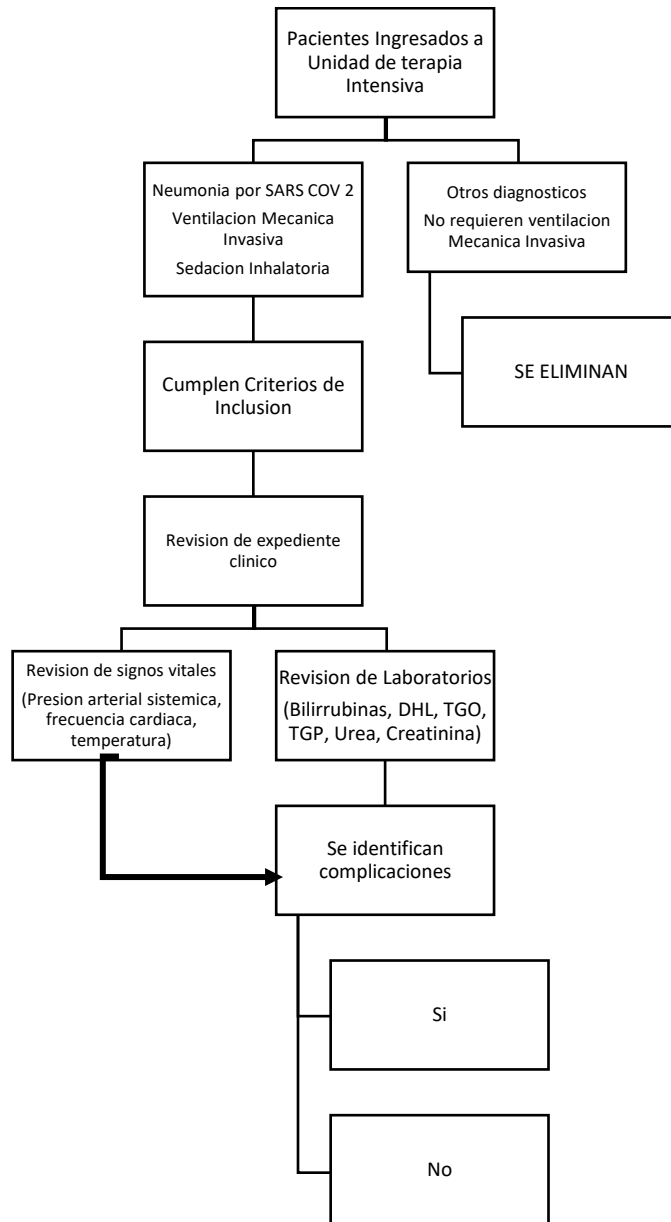 Pacientes Ingresados a
Unidad de terapia
Intensiva
Neumonia por SARS COV 2
Ventilacion Mecanica
Invasiva
Sedacion Inhalatoria
Otros diagnosticos
No requieren ventilacion
Mecanica Invasiva
SE ELIMINAN
Cumplen Criterios de
Inclusion
Revision de expediente
clinico
Revision de signos vitales
(Presion arterial sistemica,
frecuencia cardiaca,
temperatura)
Revision de Laboratorios
(Bilirrubinas, DHL, TGO,
TGP, Urea, Creatinina)
Se identifican
complicaciones
Si
No